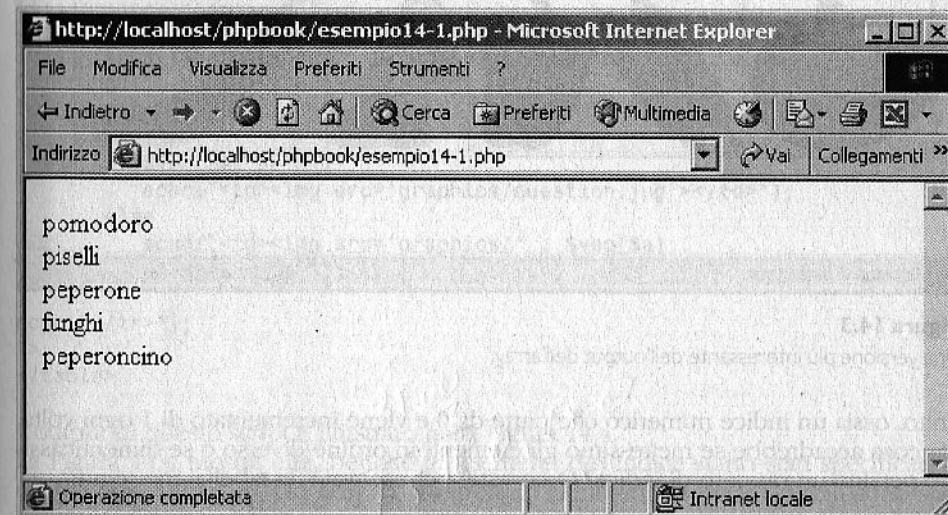 http://localhost/phpbook/esempio14-1.php - Microsoft Internet Explorer
File Modifica Visualizza Preferiti Strumenti ?
Indietro Cerca Preferiti Multimedia
Indirizzo http://localhost/phpbook/esempio14-1.php Vai Collegamenti »
pomodoro
piselli
peperone
funghi
peperoncino
Operazione completata Intranet locale